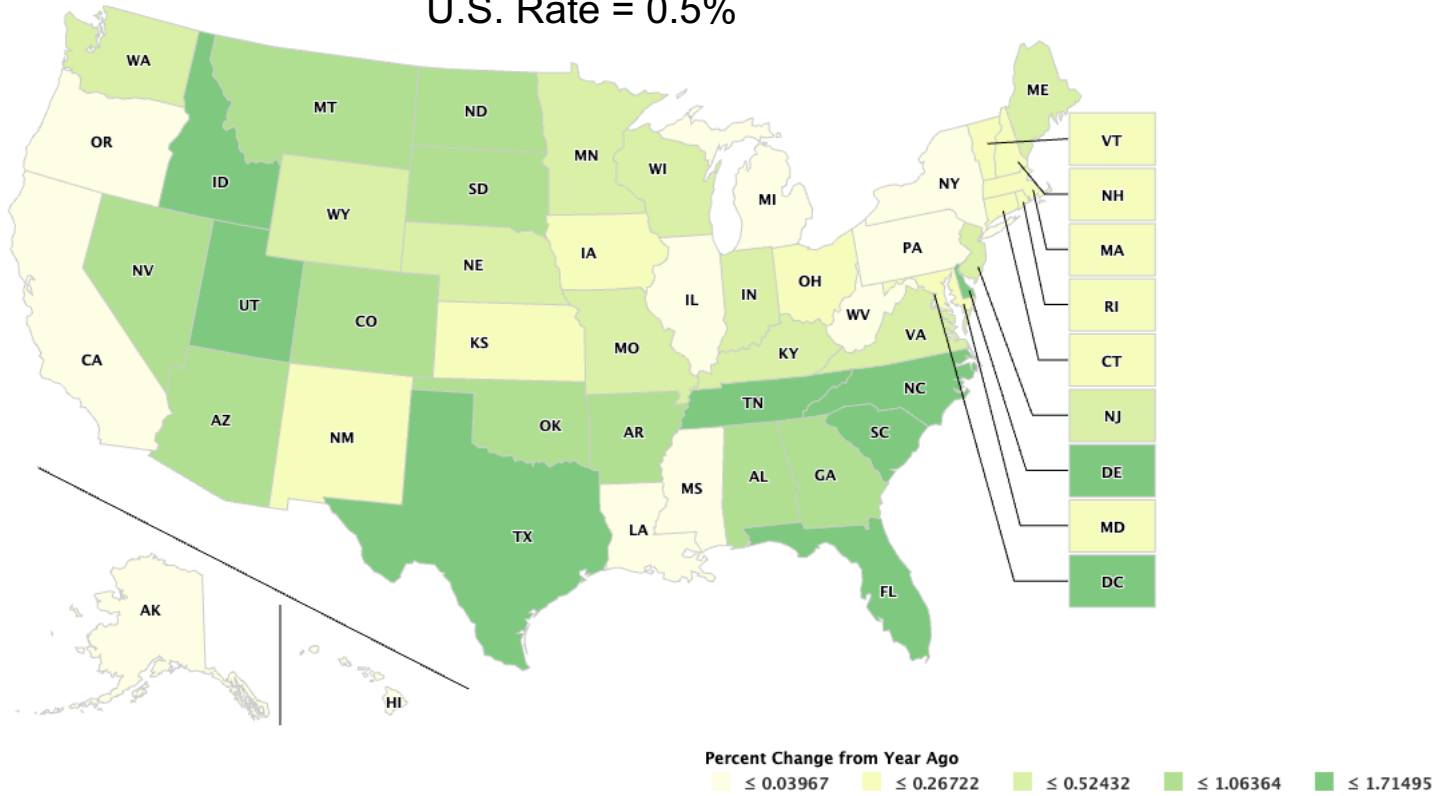 U.S. Rate = 0.5%
WA
ME
MT
ND
VT
OR
MN
WI
ID
SD
NY
NH
MI
WY
PA
MA
IA
NE
OH
NV
IN
IL
RI
UT
WV
CO
VA
KS
MO
KY
CT
CA
NC
TN
NJ
AZ
OK
AR
SC
NM
DE
AL
GA
MS
LA
MD
TX
DC
FL
AK
HI
Percent Change from Year Ago
≤ 0.03967 ≤ 0.26722 ≤ 0.52432 ≤ 1.06364 ≤ 1.71495